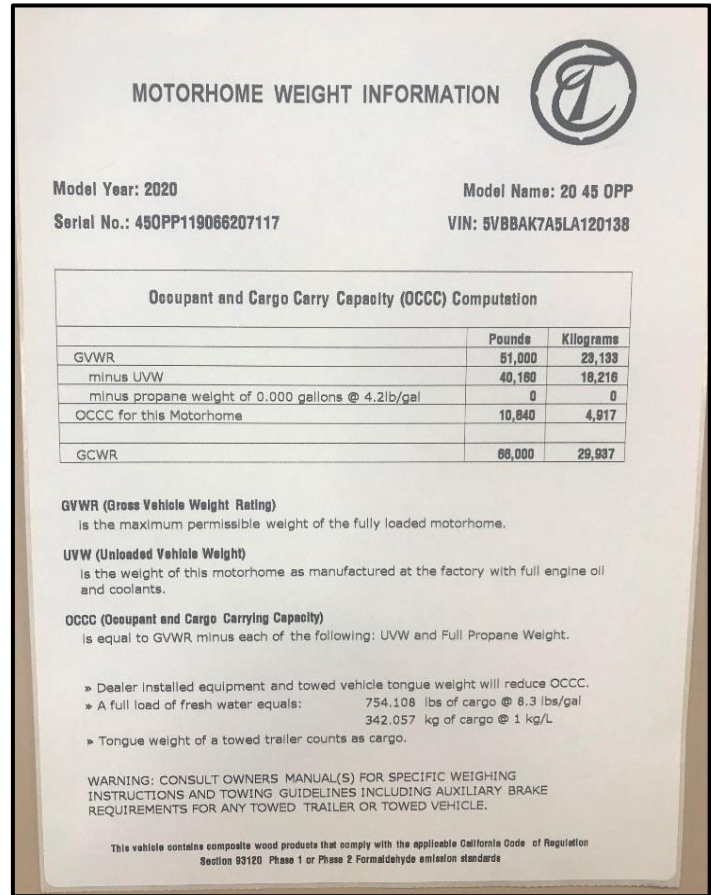 MOTORHOME WEIGHT INFORMATION
Model Year: 2020 Model Name: 20 45 OPP
Serial No.: 45OPP119066207117 VIN: 5VBBAK7A5LA120138
Occupant and Cargo Carry Capacity (OCCC) Computation
Pounds Kilograms
GVWR 51,000 23,133
minus UVW 40,160 18,216
minus propane weight of 0.000 gallons @ 4.2lb/gal 0 0
OCCC for this Motorhome 10,840 4,917
GCWR 66,000 29,937
GVWR (Gross Vehicle Weight Rating)
is the maximum permissible weight of the fully loaded motorhome.
UVW (Unloaded Vehicle Weight)
is the weight of this motorhome as manufactured at the factory with full engine oil
and coolants.
OCCC (Occupant and Cargo Carrying Capacity)
is equal to GVWR minus each of the following: UVW and Full Propane Weight.
» Dealer installed equipment and towed vehicle tongue weight will reduce OCCC.
» A full load of fresh water equals: 754.108 lbs of cargo @ 8.3 lbs/gal
342.057 kg of cargo @ 1 kg/L
» Tongue weight of a towed trailer counts as cargo.
WARNING: CONSULT OWNERS MANUAL(S) FOR SPECIFIC WEIGHING
INSTRUCTIONS AND TOWING GUIDELINES INCLUDING AUXILIARY BRAKE
REQUIREMENTS FOR ANY TOWED TRAILER OR TOWED VEHICLE.
This vehicle contains composite wood products that comply with the applicable California Code of Regulation
Section 93120 Phase 1 or Phase 2 Formaldehyde emission standards